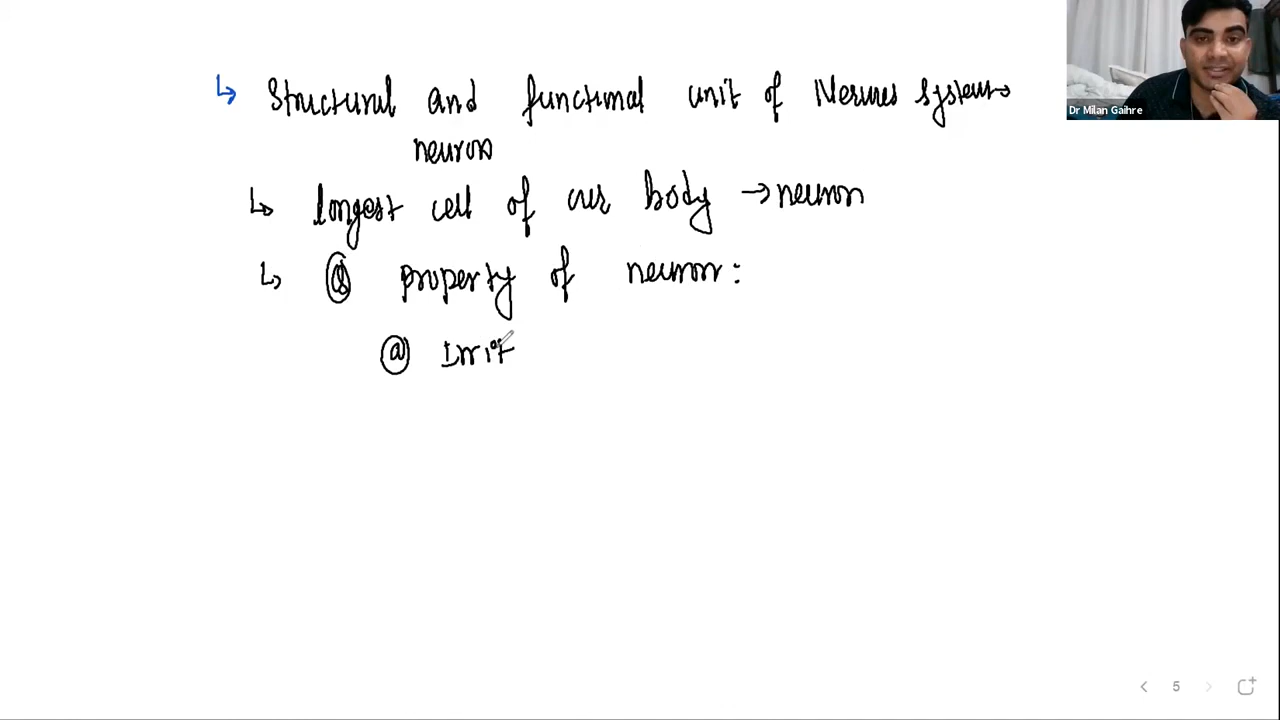 ↳ Structural and functional unit of Nervous system→
neuron
↳ longest cell of our body → neuron
↳ property of neuron:
ⓐ Irrit
Dr Milan Gaihre
5